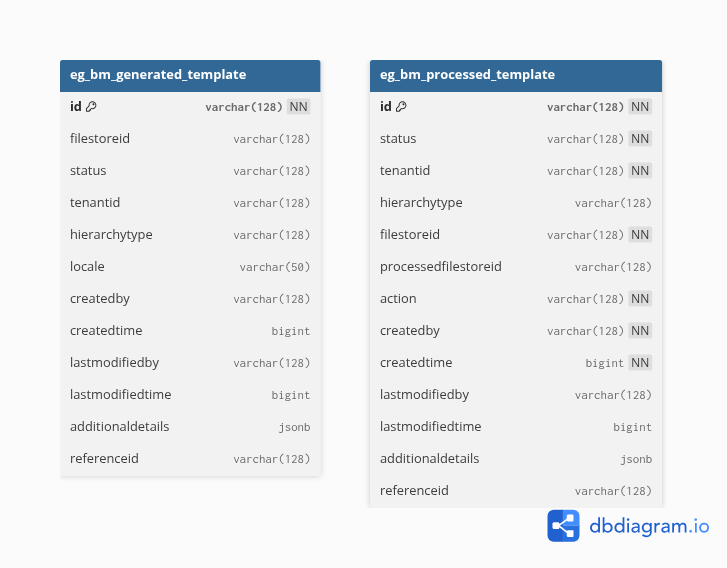 eg_bm_generated_template
id varchar(128) NN
filestoreid varchar(128)
status varchar(128)
tenantid varchar(128)
hierarchytype varchar(128)
locale varchar(50)
createdby varchar(128)
createdtime bigint
lastmodifiedby varchar(128)
lastmodifiedtime bigint
additionaldetails jsonb
referenceid varchar(128)
eg_bm_processed_template
id varchar(128) NN
status varchar(128) NN
tenantid varchar(128) NN
hierarchytype varchar(128)
filestoreid varchar(128) NN
processedfilestoreid varchar(128)
action varchar(128) NN
createdby varchar(128) NN
createdtime bigint NN
lastmodifiedby varchar(128)
lastmodifiedtime bigint
additionaldetails jsonb
referenceid varchar(128)
dbdiagram.io